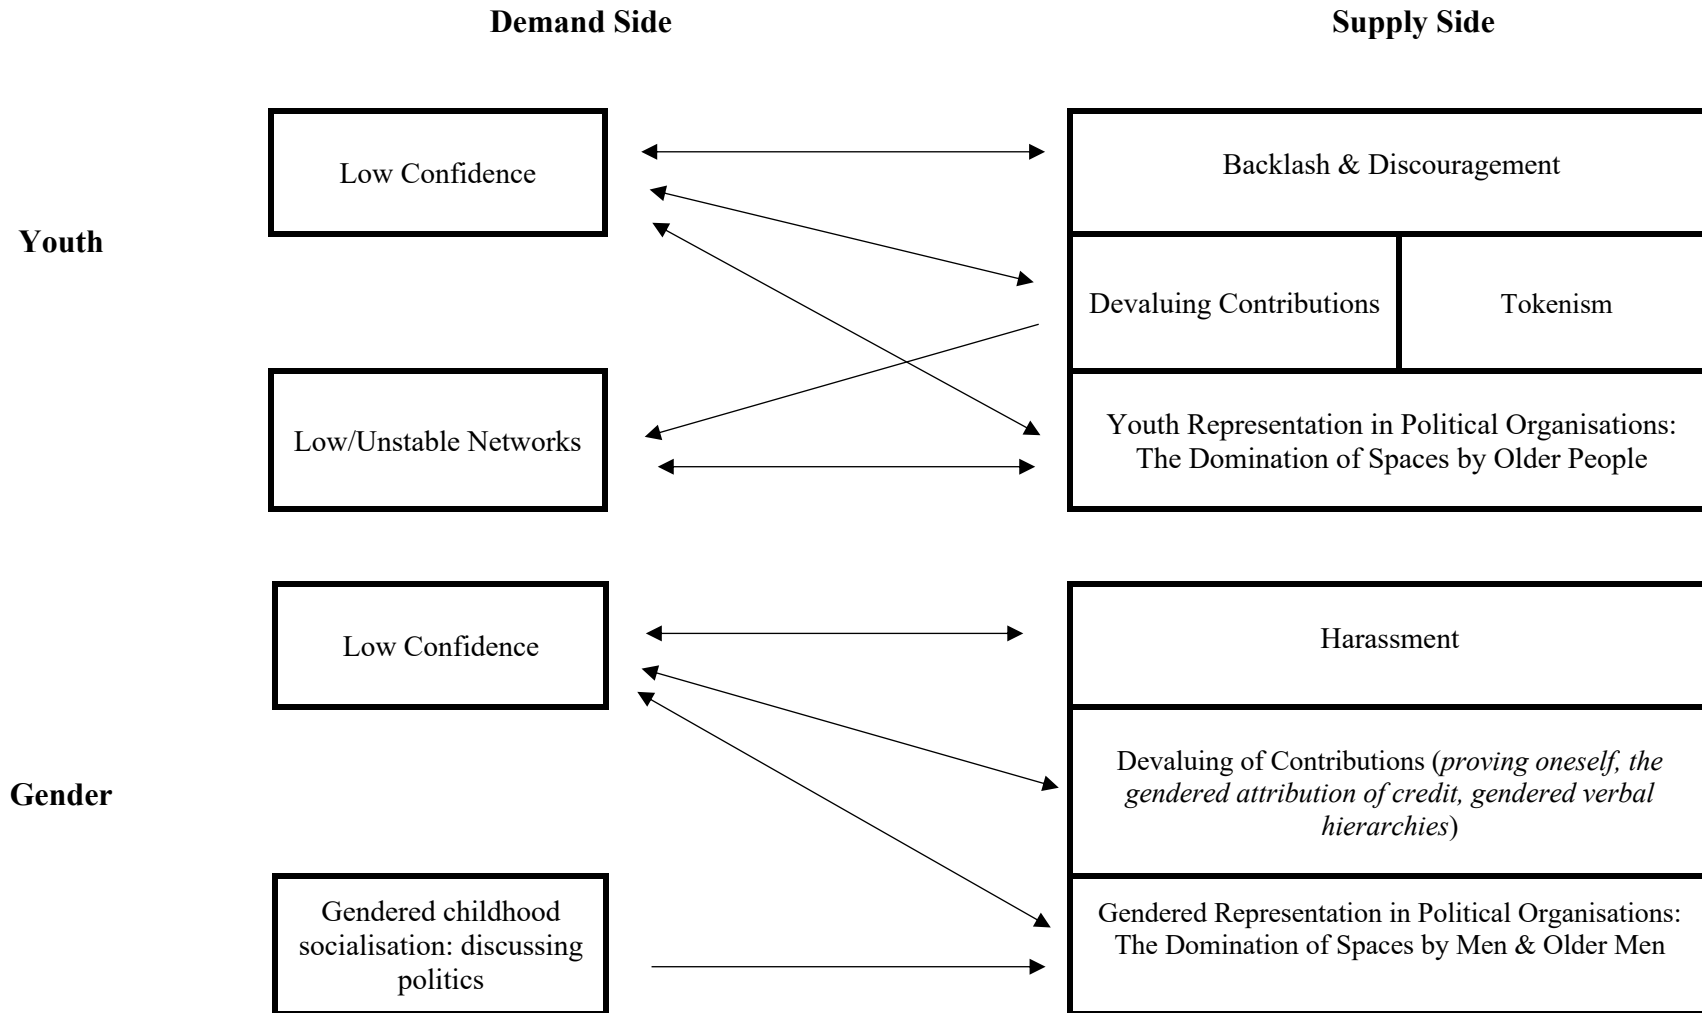 Demand Side
Supply Side
Youth
Low Confidence
Backlash & Discouragement
Devaluing Contributions
Tokenism
Low/Unstable Networks
Youth Representation in Political Organisations:
The Domination of Spaces by Older People
Gender
Low Confidence
Harassment
Devaluing of Contributions (proving oneself, the
gendered attribution of credit, gendered verbal
hierarchies)
Gendered childhood
socialisation: discussing
politics
Gendered Representation in Political Organisations:
The Domination of Spaces by Men & Older Men